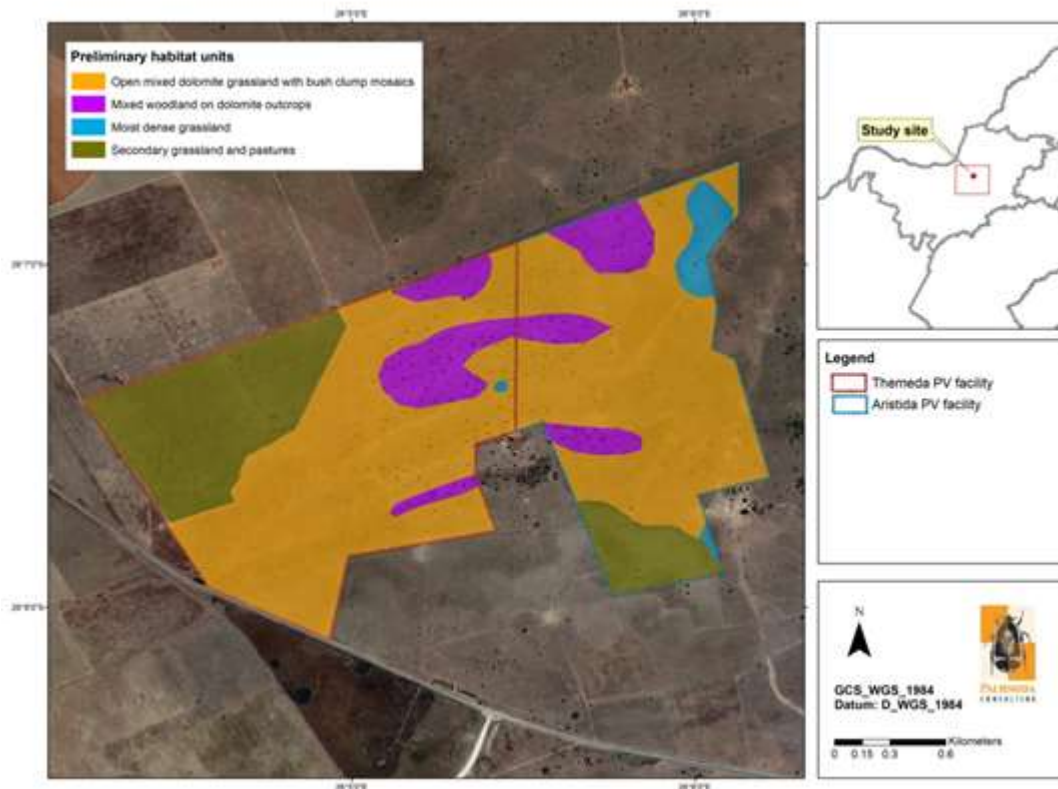 Preliminary habitat units
Open mixed dolomite grassland with bush clump mosaics
Mixed woodland on dolomite outcrops
Moist dense grassland
Secondary grassland and pastures
Study site
Legend
Themeda PV facility
Aristida PV facility
N
GCS_WGS_1984
Datum: D_WGS_1984
CONSULTING
Kilometers
0 0.15 0.3 0.6